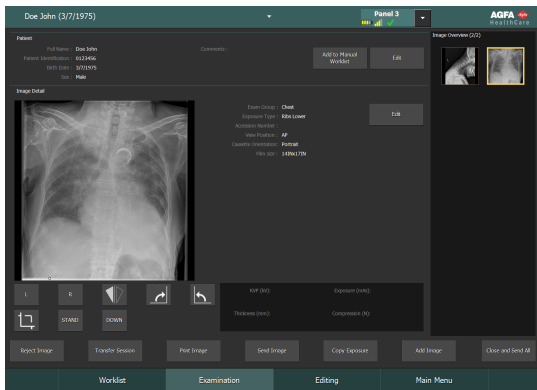 Doe John (3/7/1975)
Panel 3
AGFA
HealthCare
Patient
Full Name : Doe John
Patient Identification : 0123456
Birth Date : 3/7/1975
Sex : Male
Comments :
Add to Manual
Worklist
Edit
Image Overview (2/2)
Image Detail
Exam Group : Chest
Exposure Type : Ribs Lower
Accession Number :
View Position : AP
Cassette Orientation : Portrait
Film size : 14INx17IN
Edit
L
R
STAND
DOWN
KVP (kV):
Exposure (mAs):
Thickness (mm):
Compression (N):
Reject Image
Transfer Session
Print Image
Send Image
Copy Exposure
Add Image
Close and Send All
Worklist
Examination
Editing
Main Menu